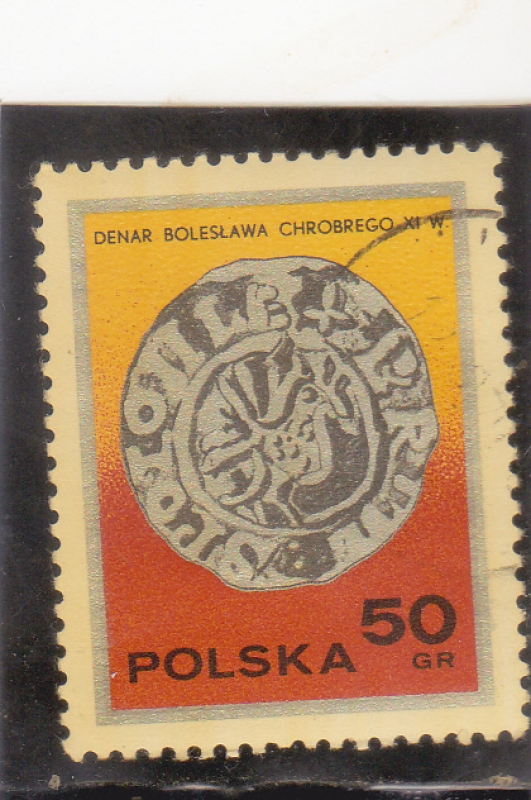 DENAR BOLESŁAWA CHROBREGO XI W.
50
POLSKA GR